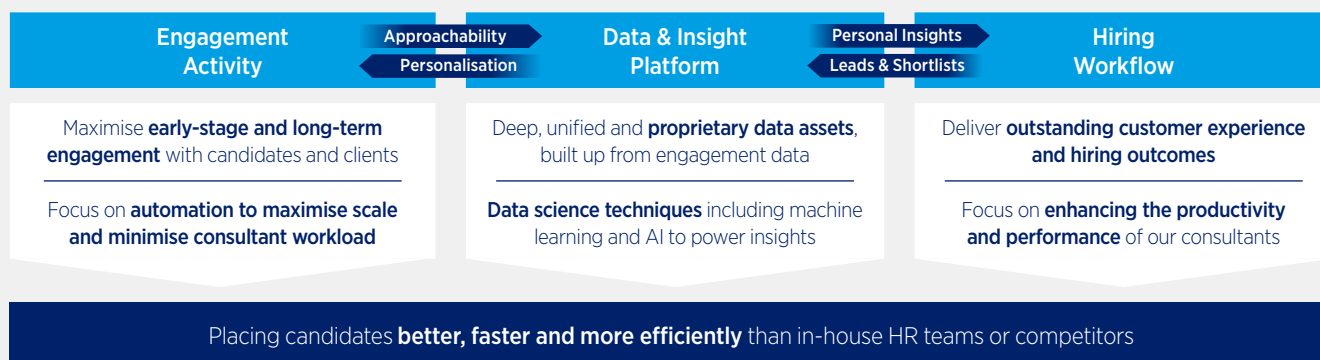 Engagement
Activity
Approachability
Personalisation
Data & Insight
Platform
Personal Insights
Leads & Shortlists
Hiring
Workflow
Maximise early-stage and long-term
engagement with candidates and clients
Focus on automation to maximise scale
and minimise consultant workload
Deep, unified and proprietary data assets,
built up from engagement data
Data science techniques including machine
learning and AI to power insights
Deliver outstanding customer experience
and hiring outcomes
Focus on enhancing the productivity
and performance of our consultants
Placing candidates better, faster and more efficiently than in-house HR teams or competitors